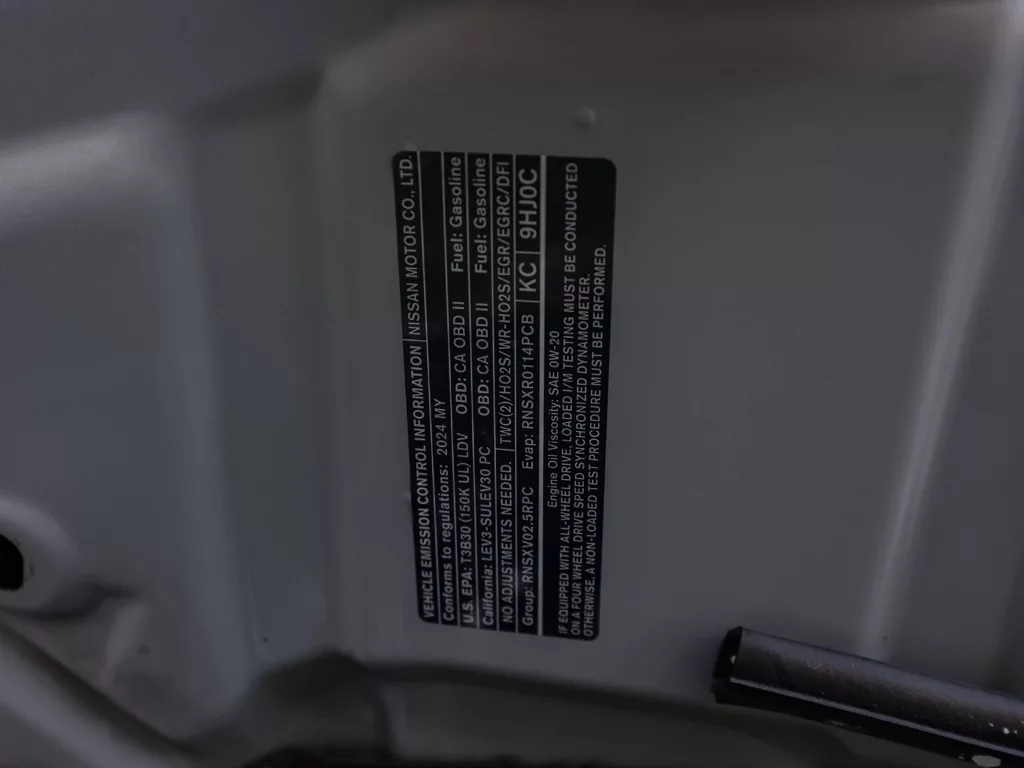 VEHICLE EMISSION CONTROL INFORMATION NISSAN MOTOR CO., LTD.
Conforms to regulations: 2024 MY
U.S. EPA: T3B30 (150K UL) LDV OBD: CA OBD II Fuel: Gasoline
California: LEV3-SULEV30 PC OBD: CA OBD II Fuel: Gasoline
NO ADJUSTMENTS NEEDED. TWC(2)/HO2S/WR-HO2S/EGR/EGRC/DFI
Group: RNSXV02.5RPC Evap: RNSXR0114PCB KC 9HJ0C
Engine Oil Viscosity: SAE 0W-20
IF EQUIPPED WITH ALL-WHEEL DRIVE, LOADED I/M TESTING MUST BE CONDUCTED
ON A FOUR WHEEL DRIVE SPEED SYNCHRONIZED DYNAMOMETER.
OTHERWISE, A NON-LOADED TEST PROCEDURE MUST BE PERFORMED.